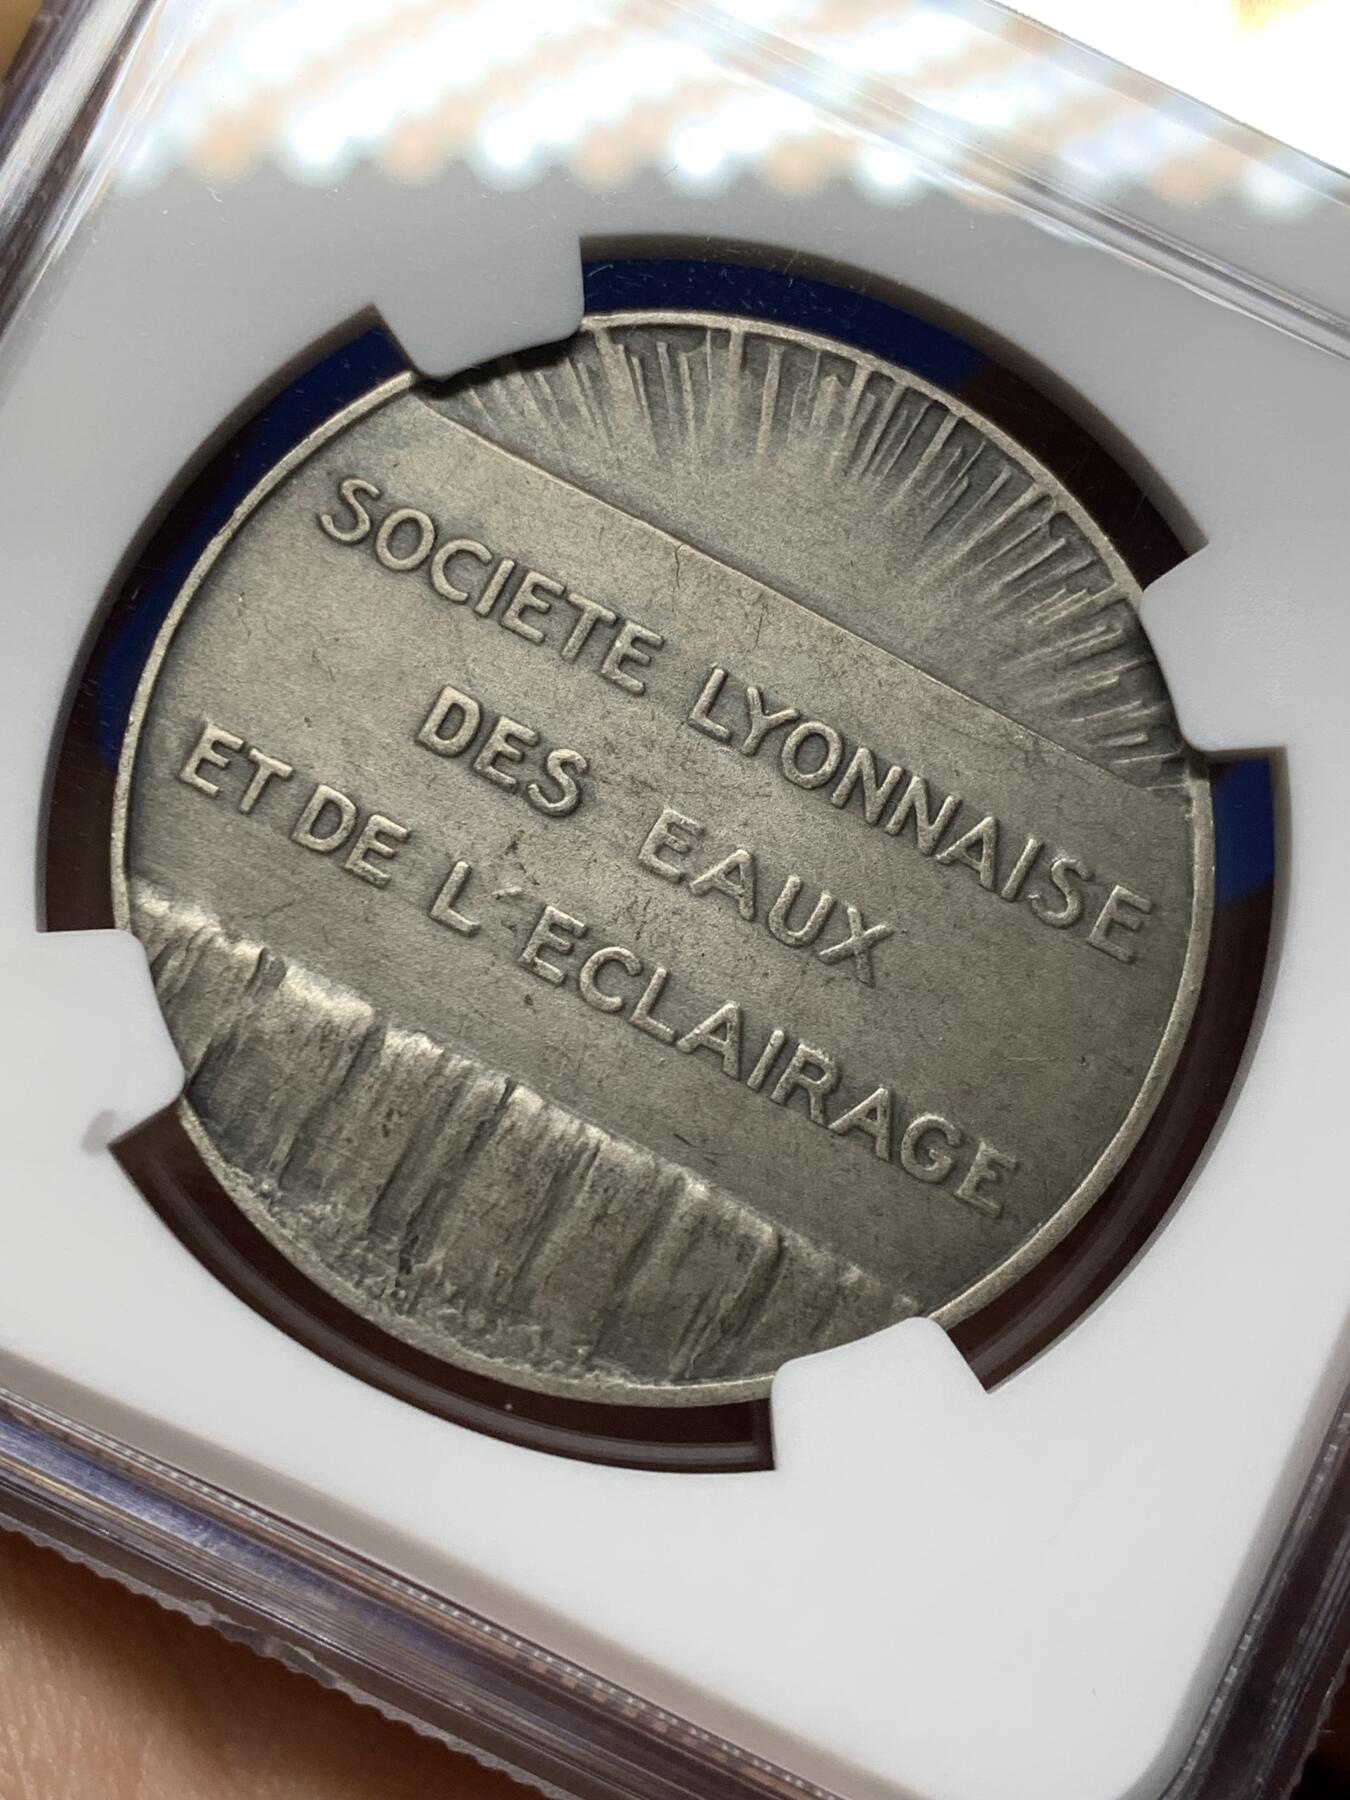 SOCIETE LYONNAISE
DES EAUX
ET DE L'ECLAIRAGE